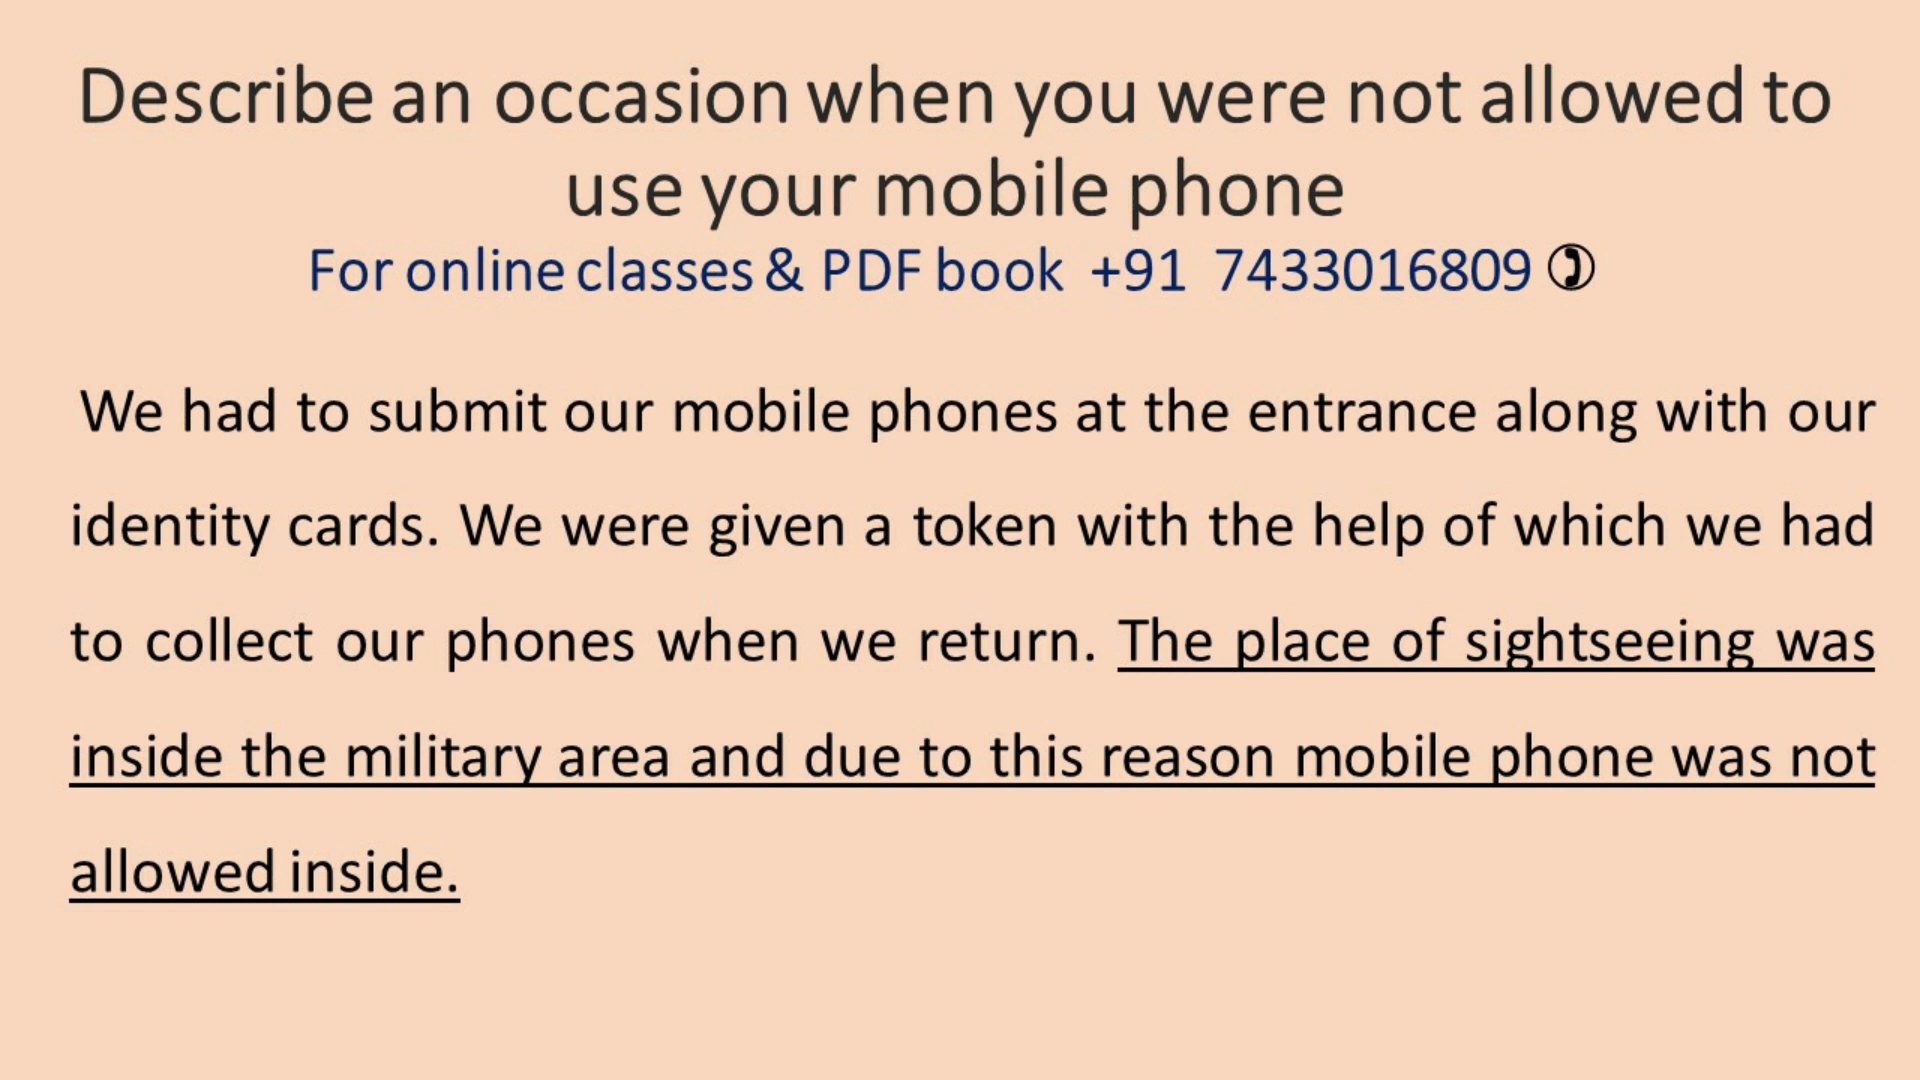 Describe an occasion when you were not allowed to
use your mobile phone
For online classes & PDF book +91 7433016809
We had to submit our mobile phones at the entrance along with our
identity cards. We were given a token with the help of which we had
to collect our phones when we return. The place of sightseeing was
inside the military area and due to this reason mobile phone was not
allowed inside.